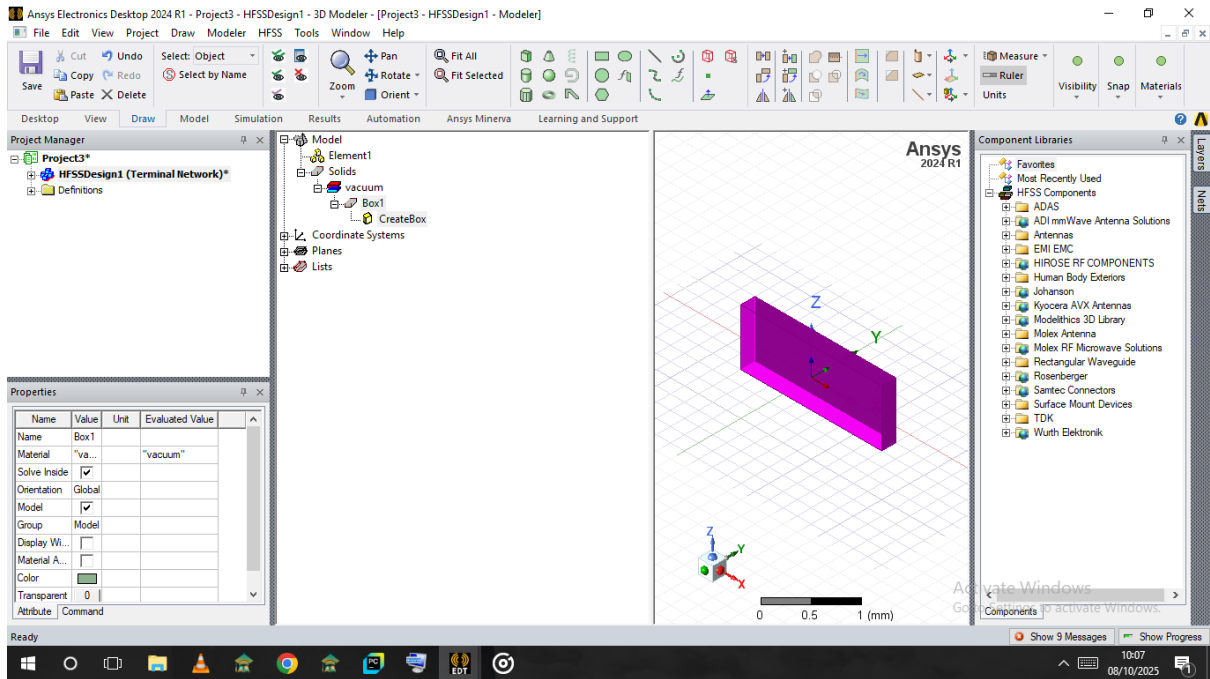 Ansys Electronics Desktop 2024 R1 - Project3 - HFSSDesign1 - 3D Modeler - [Project3 - HFSSDesign1 - Modeler]
File Edit View Project Draw Modeler HFSS Tools Window Help
Save
Cut
Copy
Paste
Undo
Redo
Delete
Select: Object
Select by Name
Zoom
Pan
Rotate
Orient
Fit All
Fit Selected
Measure
Ruler
Units
Visibility
Snap
Materials
Desktop View Draw Model Simulation Results Automation Ansys Minerva Learning and Support
Project Manager
Project3*
HFSSDesign1 (Terminal Network)*
Definitions
Properties
Name Value Unit Evaluated Value
Name Box1
Material "va... "vacuum"
Solve Inside
Orientation Global
Model
Group Model
Display Wi...
Material A...
Color
Transparent 0
Attribute Command
Model
Element1
Solids
vacuum
Box1
CreateBox
Coordinate Systems
Planes
Lists
Ansys
2024 R1
Z
Y
Z
Y
X
0 0.5 1 (mm)
Component Libraries
Favorites
Most Recently Used
HFSS Components
ADAS
ADI mmWave Antenna Solutions
Antennas
EMI EMC
HIROSE RF COMPONENTS
Human Body Exteriors
Johanson
Kyocera AVX Antennas
Modelithics 3D Library
Molex Antenna
Molex RF Microwave Solutions
Rectangular Waveguide
Rosenberger
Samtec Connectors
Surface Mount Devices
TDK
Wurth Elektronik
Components
Layers
Nets
Activate Windows
Go to Settings to activate Windows.
Ready
Show 9 Messages
Show Progress
PC
EDT
10:07
08/10/2025
1